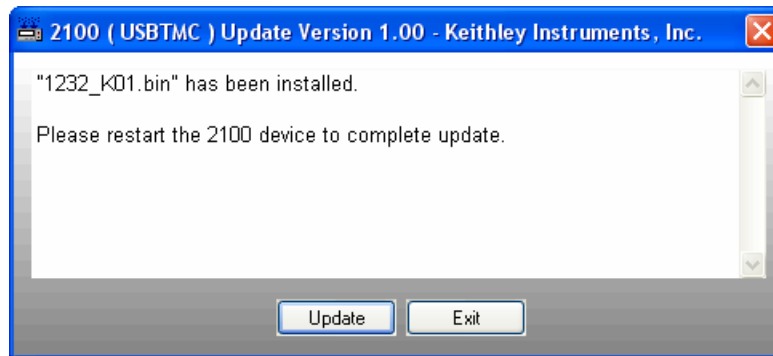 2100 ( USBTMC ) Update Version 1.00 - Keithley Instruments, Inc.
"1232_K01.bin" has been installed.
Please restart the 2100 device to complete update.
Update
Exit